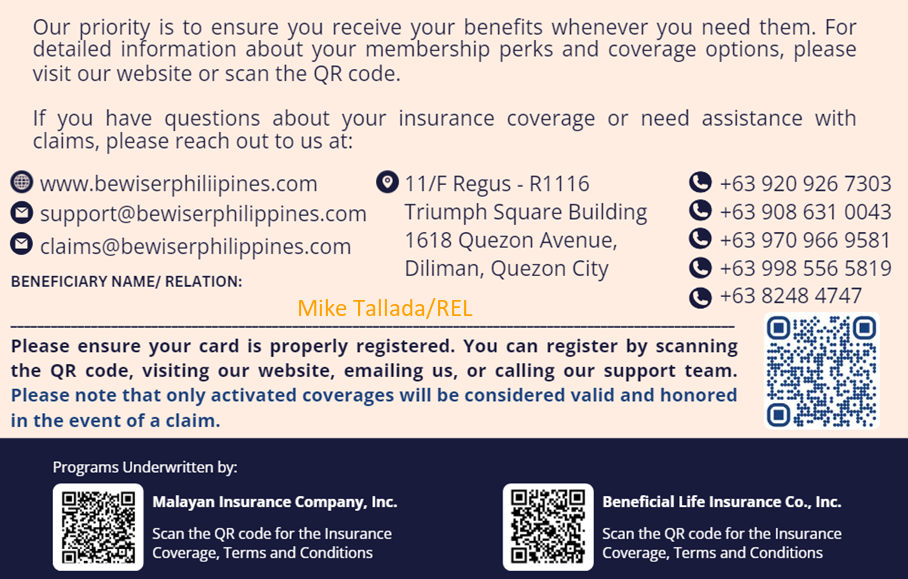 Our priority is to ensure you receive your benefits whenever you need them. For
detailed information about your membership perks and coverage options, please
visit our website or scan the QR code.
If you have questions about your insurance coverage or need assistance with
claims, please reach out to us at:
www.bewiserphiliipines.com
support@bewiserphilippines.com
claims@bewiserphilippines.com
11/F Regus - R1116
Triumph Square Building
1618 Quezon Avenue,
Diliman, Quezon City
+63 920 926 7303
+63 908 631 0043
+63 970 966 9581
+63 998 556 5819
+63 8248 4747
BENEFICIARY NAME/ RELATION:
Mike Tallada/REL
Please ensure your card is properly registered. You can register by scanning
the QR code, visiting our website, emailing us, or calling our support team.
Please note that only activated coverages will be considered valid and honored
in the event of a claim.
Programs Underwritten by:
Malayan Insurance Company, Inc.
Scan the QR code for the Insurance
Coverage, Terms and Conditions
Beneficial Life Insurance Co., Inc.
Scan the QR code for the Insurance
Coverage, Terms and Conditions